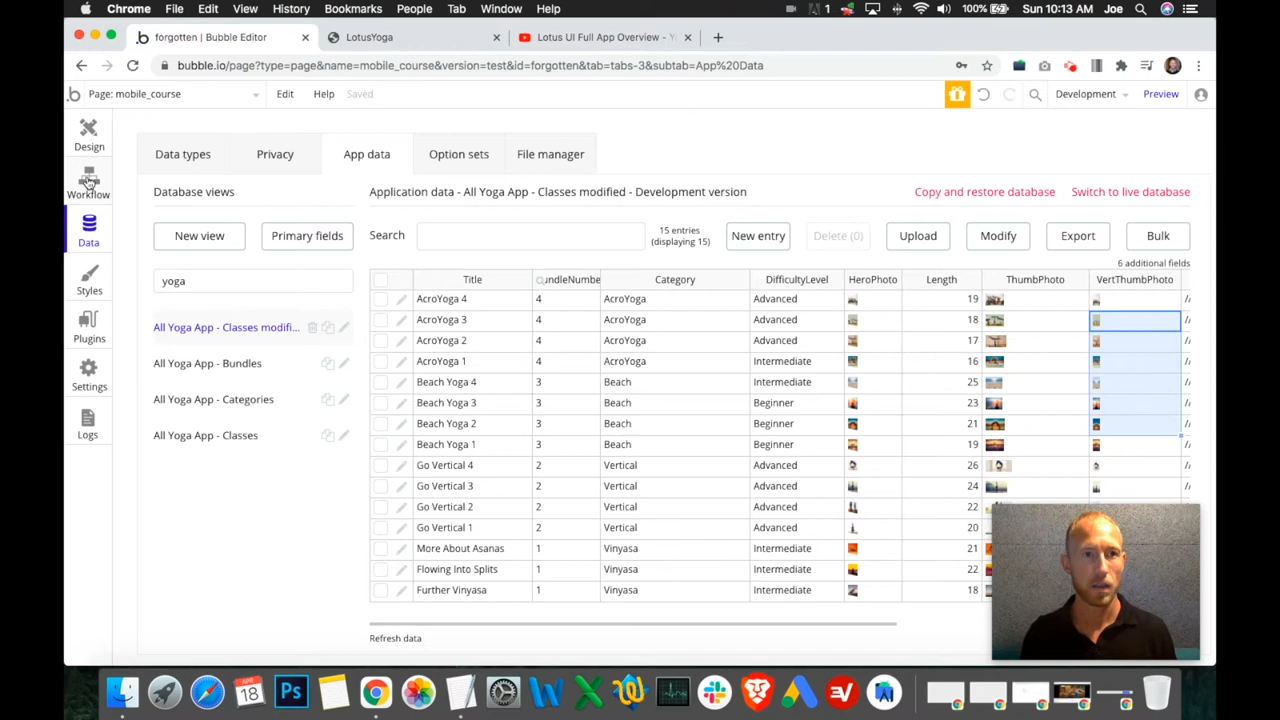 Chrome File Edit View History Bookmarks People Tab Window Help 1 100% Sun 10:13 AM Joe
forgotten | Bubble Editor LotusYoga Lotus UI Full App Overview - Y
bubble.io/page?type=page&name=mobile_course&version=test&id=forgotten&tab=tabs-3&subtab=App%20Data
Page: mobile_course Edit Help Saved Development Preview
Design
Workflow
Data
Styles
Plugins
Settings
Logs
Data types Privacy App data Option sets File manager
Database views
New view Primary fields
yoga
All Yoga App - Classes modifi...
All Yoga App - Bundles
All Yoga App - Categories
All Yoga App - Classes
Application data - All Yoga App - Classes modified - Development version Copy and restore database Switch to live database
Search 15 entries (displaying 15) New entry Delete (0) Upload Modify Export Bulk
6 additional fields
Title undleNumbe Category DifficultyLevel HeroPhoto Length ThumbPhoto VertThumbPhoto
AcroYoga 4 4 AcroYoga Advanced 19 //
AcroYoga 3 4 AcroYoga Advanced 18 //
AcroYoga 2 4 AcroYoga Advanced 17 //
AcroYoga 1 4 AcroYoga Intermediate 16 //
Beach Yoga 4 3 Beach Intermediate 25 //
Beach Yoga 3 3 Beach Beginner 23 //
Beach Yoga 2 3 Beach Beginner 21 //
Beach Yoga 1 3 Beach Beginner 19 //
Go Vertical 4 2 Vertical Advanced 26 //
Go Vertical 3 2 Vertical Advanced 24 //
Go Vertical 2 2 Vertical Advanced 22
Go Vertical 1 2 Vertical Advanced 20
More About Asanas 1 Vinyasa Intermediate 21
Flowing Into Splits 1 Vinyasa Intermediate 22
Further Vinyasa 1 Vinyasa Intermediate 18
Refresh data
APR
18
Ps